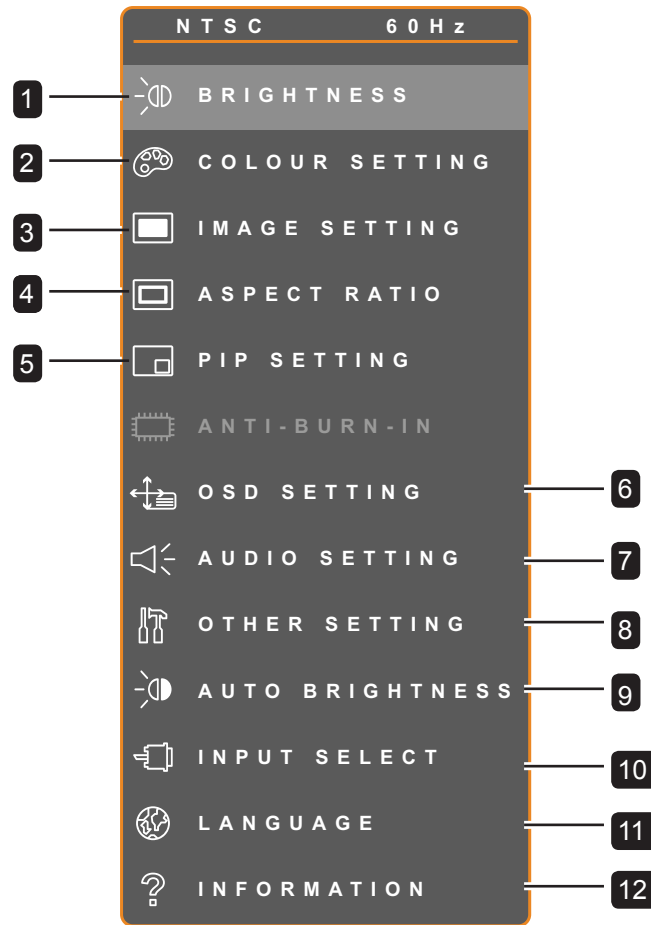 NTSC 60Hz
1 BRIGHTNESS
2 COLOUR SETTING
3 IMAGE SETTING
4 ASPECT RATIO
5 PIP SETTING
ANTI-BURN-IN
OSD SETTING 6
AUDIO SETTING 7
OTHER SETTING 8
AUTO BRIGHTNESS 9
INPUT SELECT 10
LANGUAGE 11
INFORMATION 12